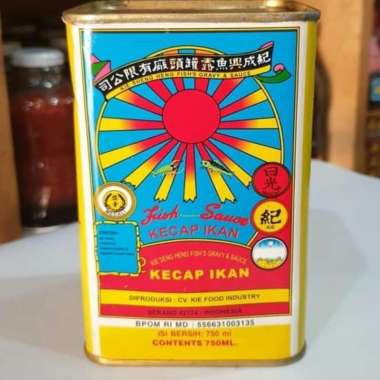 紀成興魚露罐頭廠有限公司
KIE SHENG HENG FISH'S GRAVY & SAUCE
日光
紀
Fish Sauce
KECAP IKAN
KIE SENG HENG FISH'S GRAVY & SAUCE
KECAP IKAN
DIPRODUKSI : CV. KIE FOOD INDUSTRY
SERANG 42124 - INDONESIA
BPOM RI MD : 556631003135
ISI BERSIH: 750 ml
CONTENTS 750ML.